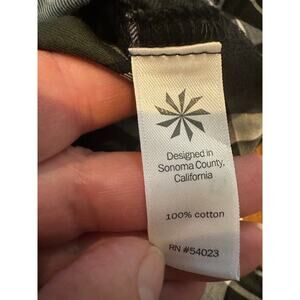 Designed in
Sonoma County,
California
100% cotton
RN #54023